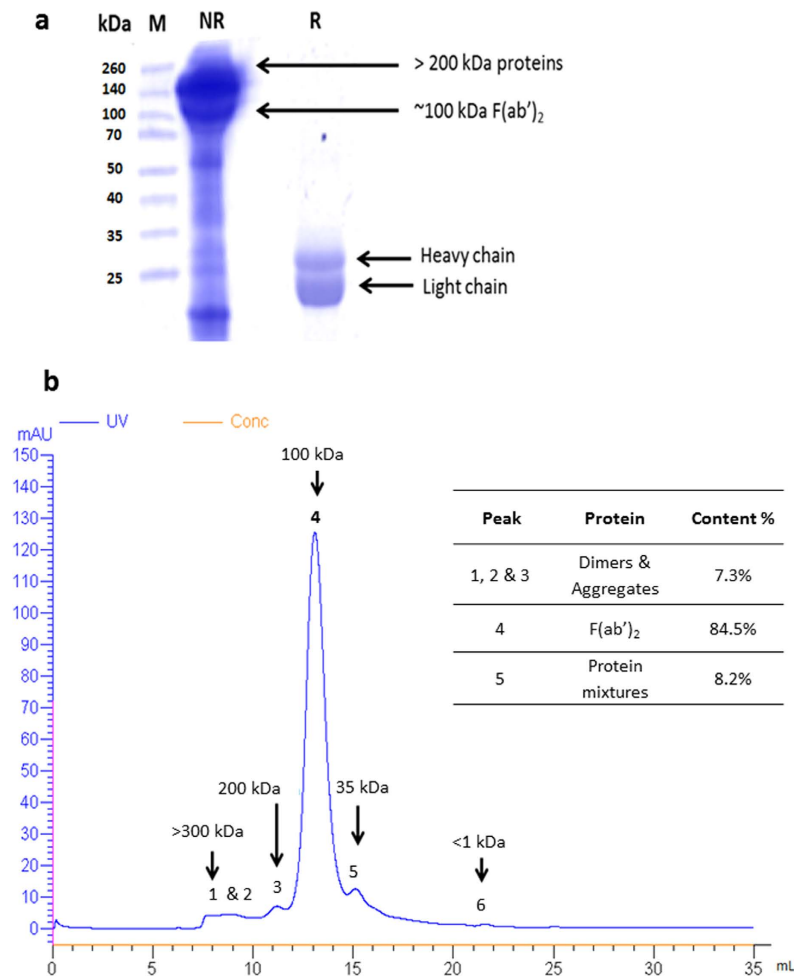 a
kDa M NR R
260
140
100
70
50
40
35
25
> 200 kDa proteins
~100 kDa F(ab’)2
Heavy chain
Light chain
b
UV
Conc
mAU
150
140
130
120
110
100
90
80
70
60
50
40
30
20
10
0
100 kDa
4
200 kDa
35 kDa
>300 kDa
<1 kDa
1 & 2
3
5
6
Peak Protein Content %
1, 2 & 3 Dimers & Aggregates 7.3%
4 F(ab’)2 84.5%
5 Protein mixtures 8.2%
0 5 10 15 20 25 30 35 mL